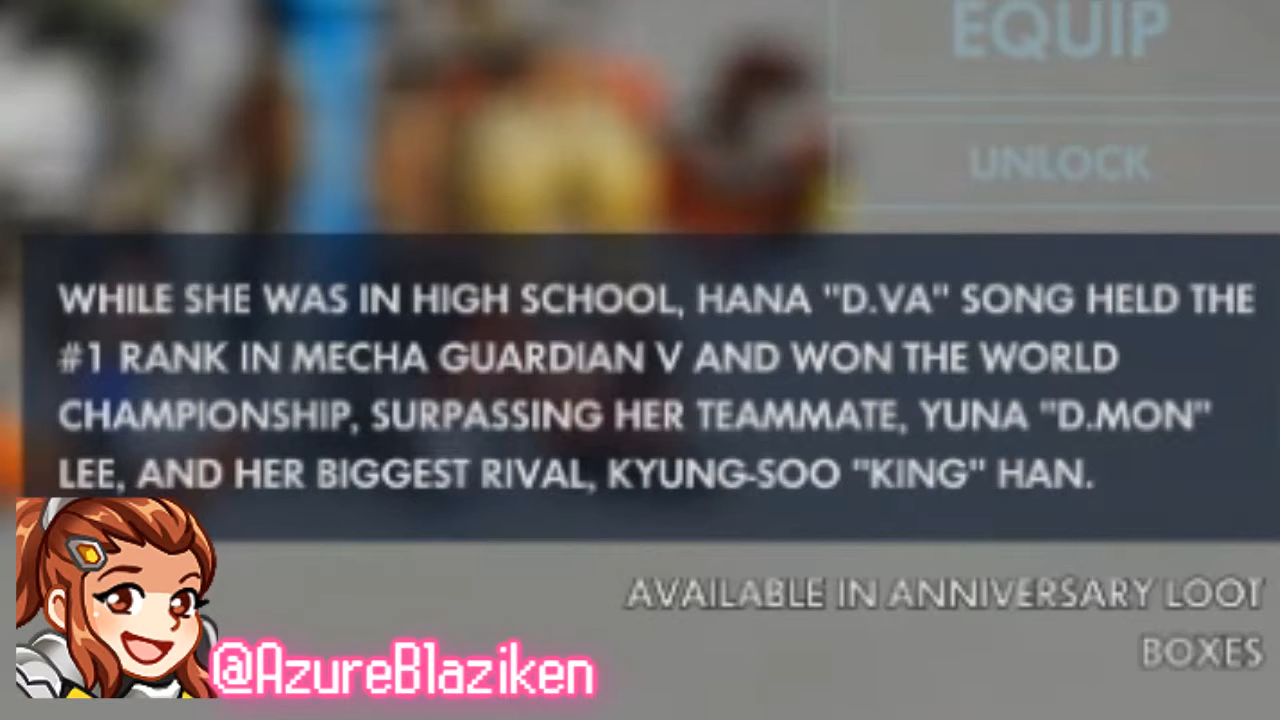 EQUIP
UNLOCK
WHILE SHE WAS IN HIGH SCHOOL, HANA "D.VA" SONG HELD THE
#1 RANK IN MECHA GUARDIAN V AND WON THE WORLD
CHAMPIONSHIP, SURPASSING HER TEAMMATE, YUNA "D.MON"
LEE, AND HER BIGGEST RIVAL, KYUNG-SOO "KING" HAN.
AVAILABLE IN ANNIVERSARY LOOT
BOXES
@AzureBlaziken